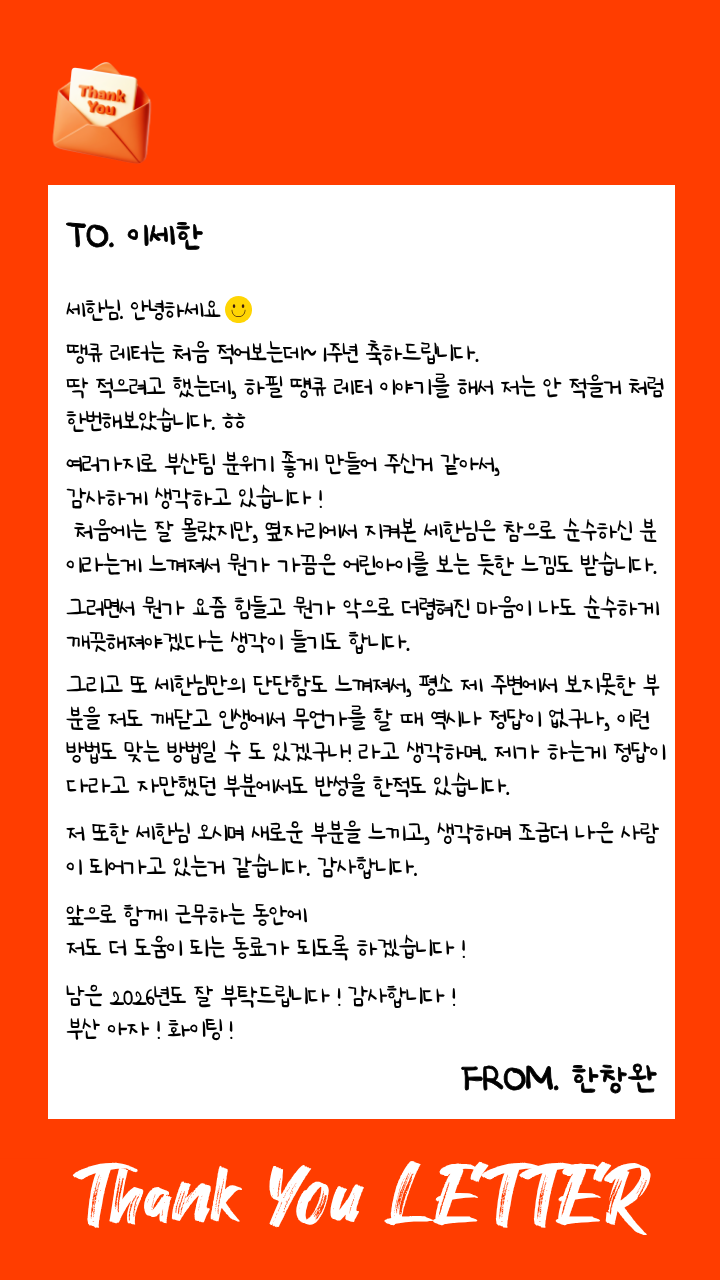 Thank
You
TO. 이세한
세한님. 안녕하세요
땡큐 레터는 처음 적어보는데~ 1주년 축하드립니다.
딱 적으려고 했는데, 하필 땡큐 레터 이야기를 해서 저는 안 적을거 처럼
한번해보았습니다. ㅎㅎ
여러가지로 부산팀 분위기 좋게 만들어 주신거 같아서,
감사하게 생각하고 있습니다 !
처음에는 잘 몰랐지만, 옆자리에서 지켜본 세한님은 참으로 순수하신 분
이라는게 느껴져서 뭔가 가끔은 어린아이를 보는 듯한 느낌도 받습니다.
그러면서 뭔가 요즘 힘들고 뭔가 악으로 더렵혀진 마음이 나도 순수하게
깨끗해져야겠다는 생각이 들기도 합니다.
그리고 또 세한님만의 단단함도 느껴져서, 평소 제 주변에서 보지못한 부
분을 저도 깨닫고 인생에서 무언가를 할 때 역시나 정답이 없구나, 이런
방법도 맞는 방법일 수 도 있겠구나! 라고 생각하며.. 제가 하는게 정답이
다라고 자만했던 부분에서도 반성을 한적도 있습니다.
저 또한 세한님 오시며 새로운 부분을 느끼고, 생각하며 조금더 나은 사람
이 되어가고 있는거 같습니다. 감사합니다.
앞으로 함께 근무하는 동안에
저도 더 도움이 되는 동료가 되도록 하겠습니다 !
남은 2026년도 잘 부탁드립니다 ! 감사합니다 !
부산 아자 ! 화이팅 !
FROM. 한창완
Thank You LETTER